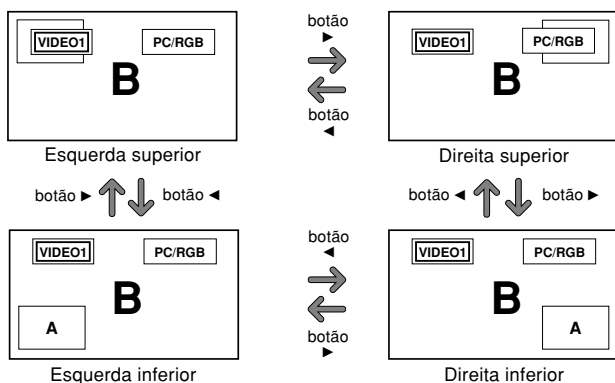 VIDEO1 PC/RGB
B
Esquerda superior
botão
►
botão
◄
VIDEO1 PC/RGB
B
Direita superior
botão ► botão ◄
botão ◄ botão ►
VIDEO1 PC/RGB
B
A
Esquerda inferior
botão
◄
botão
►
VIDEO1 PC/RGB
B
A
Direita inferior